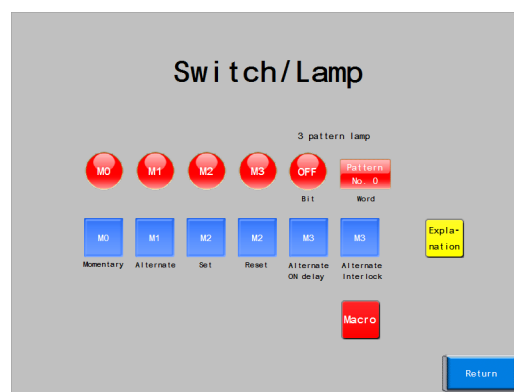 Switch/Lamp
3 pattern lamp
M0 M1 M2 M3 OFF Pattern
No. 0
Bit Word
M0 M1 M2 M2 M3 M3
Momentary Alternate Set Reset Alternate Alternate
ON delay Interlock
Expla-
nation
Macro
Return